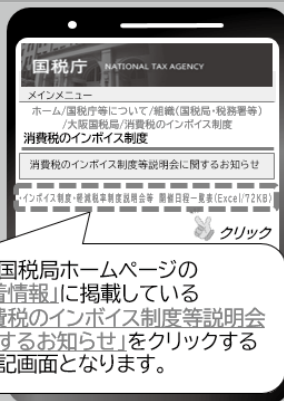 国税庁 NATIONAL TAX AGENCY
メインメニュー
ホーム/国税庁等について/組織(国税局・税務署等)
/大阪国税局/消費税のインボイス制度
消費税のインボイス制度
消費税のインボイス制度等説明会に関するお知らせ
・インボイス制度・軽減税率制度説明会等 開催日程一覧表(Excel/72KB)
クリック
国税局ホームページの
着情報」に掲載している
費税のインボイス制度等説明会
するお知らせ」をクリックする
記画面となります。